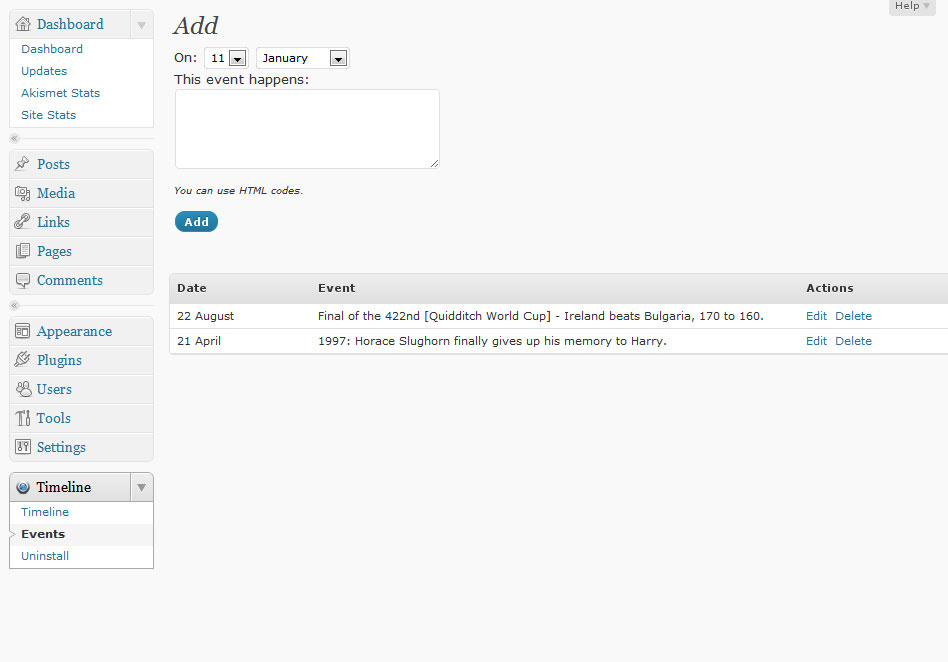 Help
Dashboard
Dashboard
Updates
Akismet Stats
Site Stats
Posts
Media
Links
Pages
Comments
Appearance
Plugins
Users
Tools
Settings
Timeline
Timeline
Events
Uninstall
Add
On: 11 January
This event happens:
You can use HTML codes.
Add
Date Event Actions
22 August Final of the 422nd [Quidditch World Cup] - Ireland beats Bulgaria, 170 to 160. Edit Delete
21 April 1997: Horace Slughorn finally gives up his memory to Harry. Edit Delete